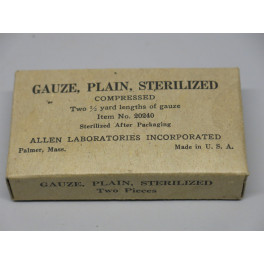 GAUZE, PLAIN, STERILIZED
COMPRESSED
Two ½ yard lengths of gauze
Item No. 20240
Sterilized After Packaging
ALLEN LABORATORIES INCORPORATED
Palmer, Mass. Made in U. S. A.
GAUZE, PLAIN, STERILIZED
Two Pieces